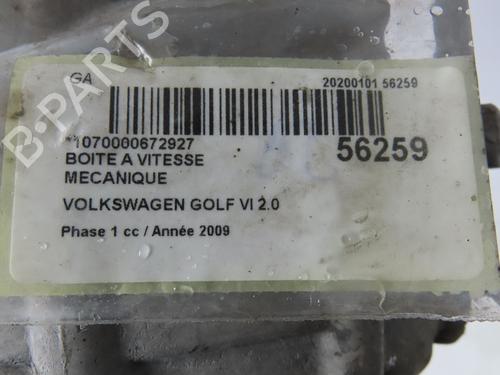 GA
20200101 56259
*1070000672927
56259
BOITE A VITESSE
MECANIQUE
VOLKSWAGEN GOLF VI 2.0
Phase 1 cc / Année 2009
B-PARTS